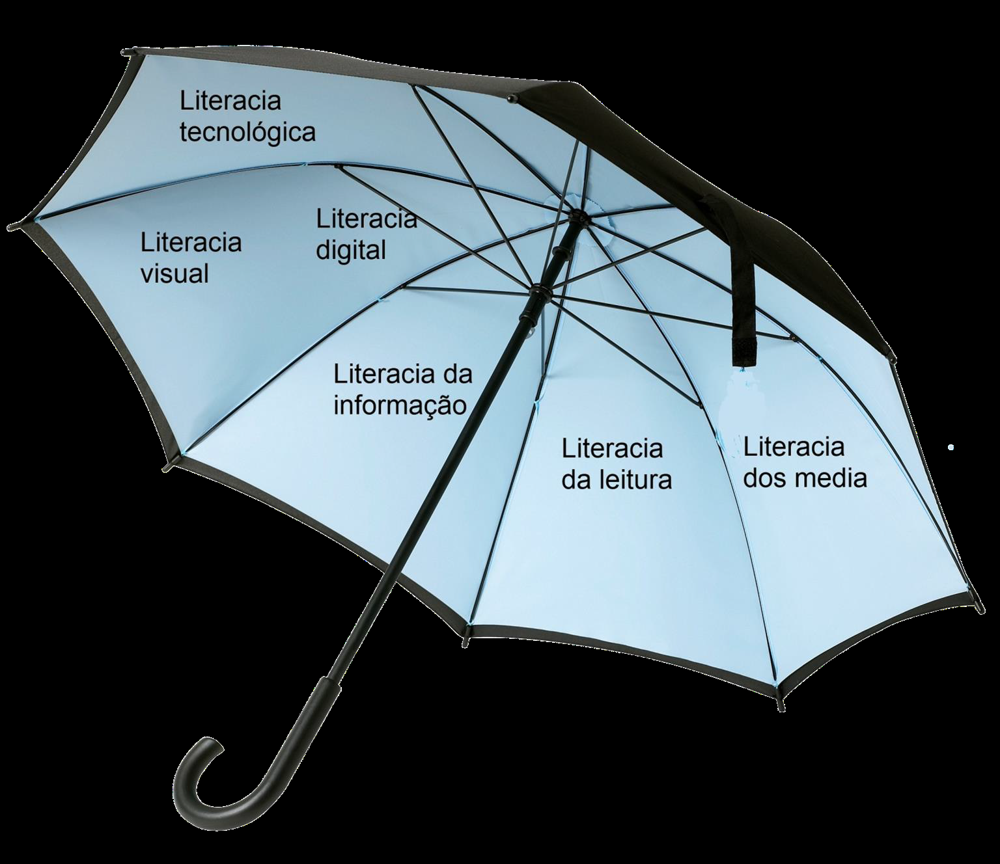 Literacia
tecnológica
Literacia
visual
Literacia
digital
Literacia da
informação
Literacia
da leitura
Literacia
dos media